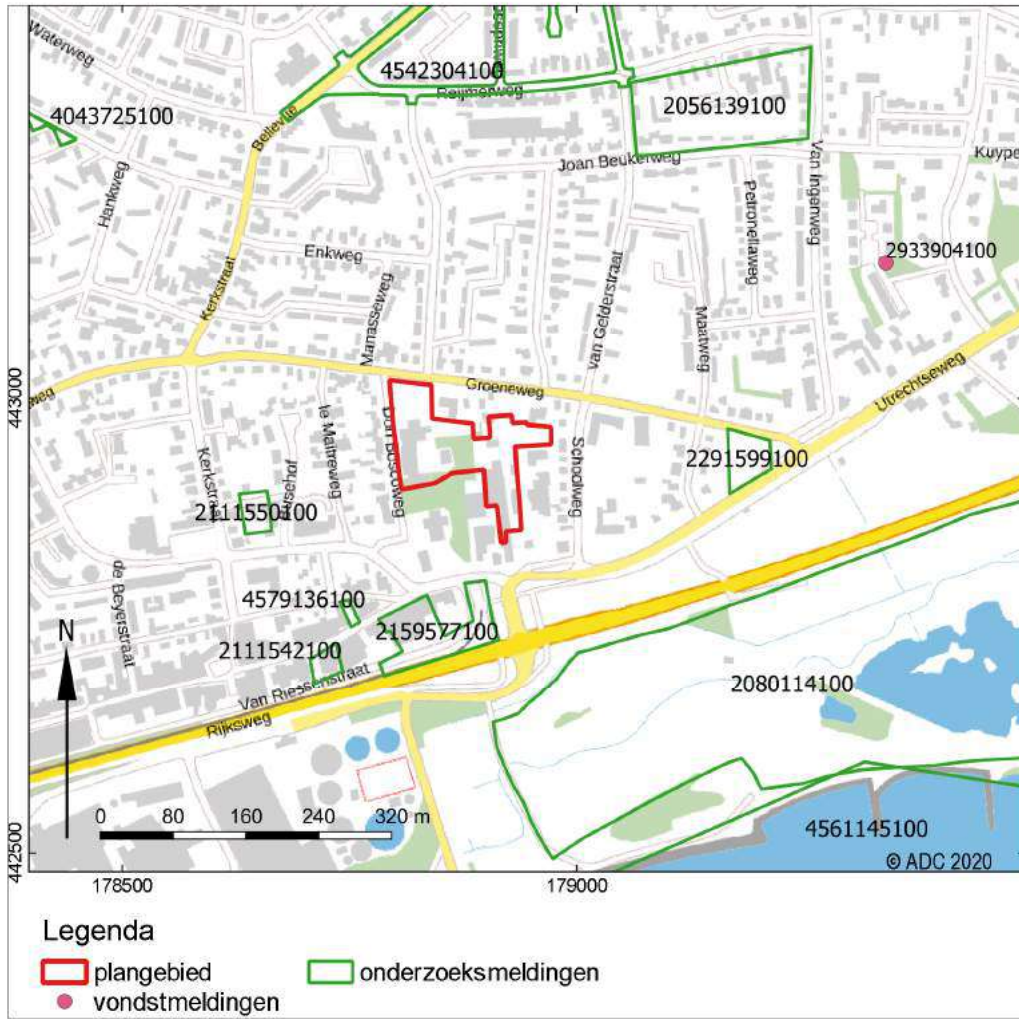 Waterweg
4542304100
Reijmerweg
4043725100
2056139100
Bellevue
Hankweg
Joan Beukerweg
Kuype
Van Ingenweg
Petronellaweg
Enkweg
2933904100
Kerkstraat
Manasseweg
van Gelderstraat
Maatweg
443000
Groeneweg
Utrechtseweg
weg
le Maitreweg
Don Boscoweg
Schoolweg
2291599100
Kerkstraat
2111550100
de Beyerstraat
4579136100
2159577100
2111542100
Van Riessenstraat
Rijksweg
2080114100
N
0 80 160 240 320 m
4561145100
442500
© ADC 2020
178500 179000
Legenda
plangebied onderzoeksmeldingen
vondstmeldingen